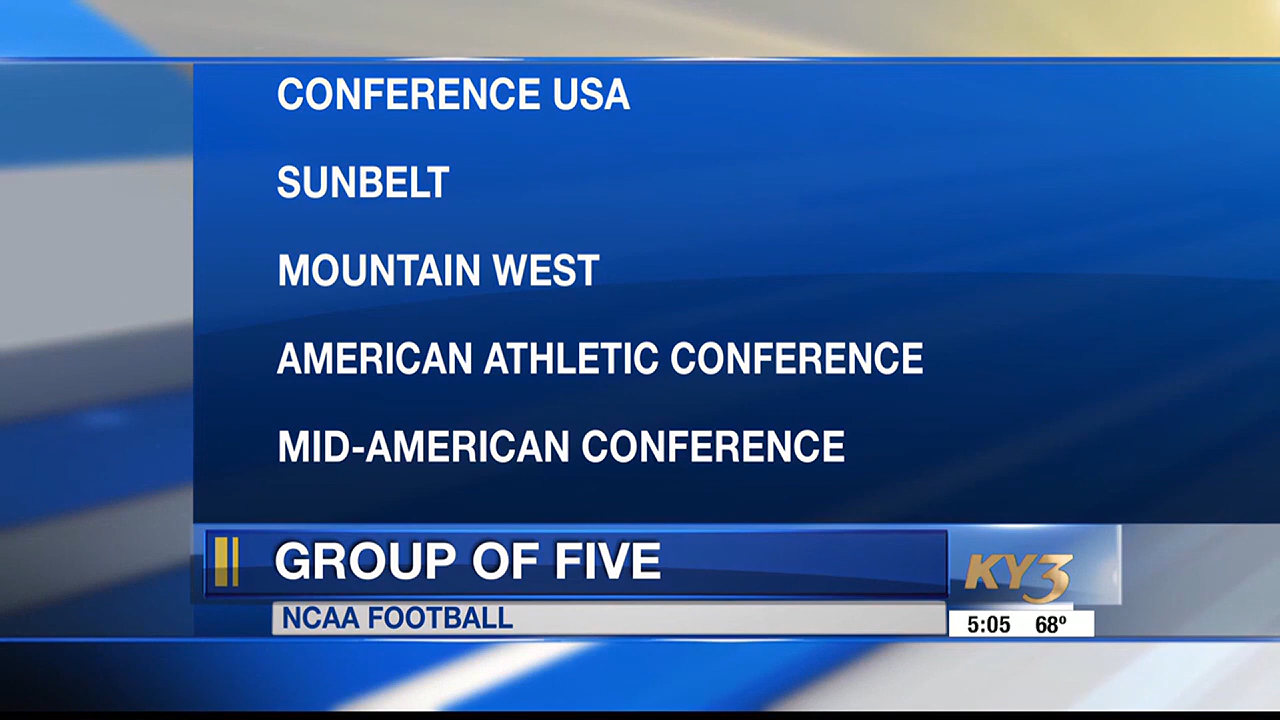 CONFERENCE USA
SUNBELT
MOUNTAIN WEST
AMERICAN ATHLETIC CONFERENCE
MID-AMERICAN CONFERENCE
GROUP OF FIVE
NCAA FOOTBALL
KY3
5:05 68º